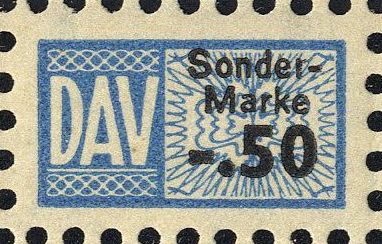 DAV
Sonder-
Marke
-.50